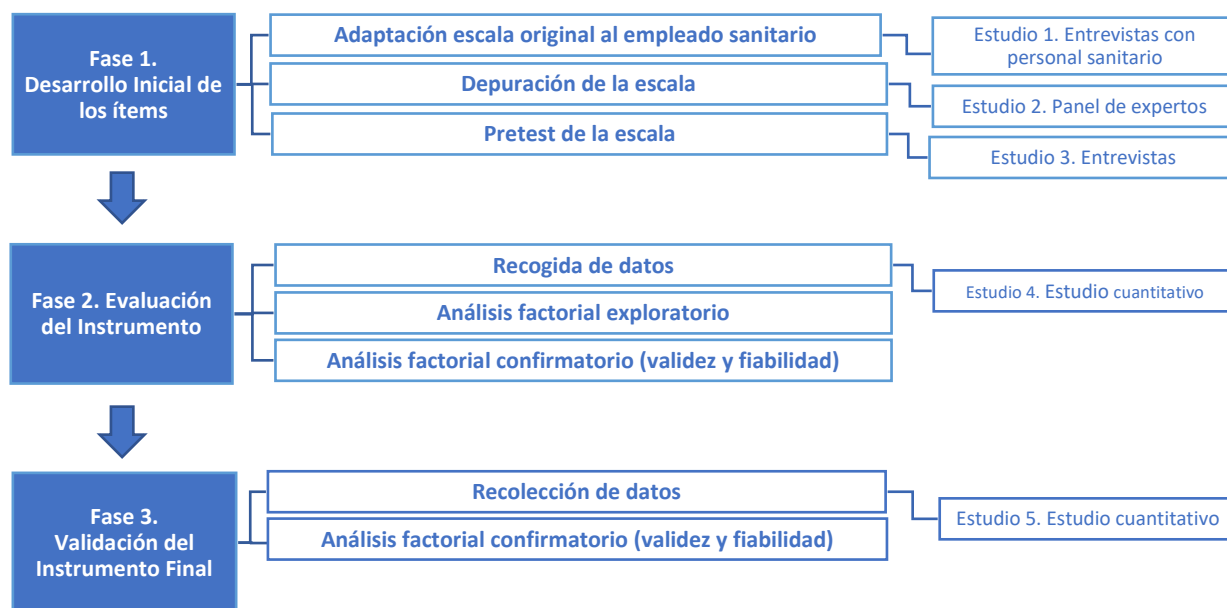 Fase 1.
Desarrollo Inicial de
los ítems
Adaptación escala original al empleado sanitario
Estudio 1. Entrevistas con
personal sanitario
Depuración de la escala
Estudio 2. Panel de expertos
Pretest de la escala
Estudio 3. Entrevistas
Fase 2. Evaluación
del Instrumento
Recogida de datos
Estudio 4. Estudio cuantitativo
Análisis factorial exploratorio
Análisis factorial confirmatorio (validez y fiabilidad)
Fase 3.
Validación del
Instrumento Final
Recolección de datos
Estudio 5. Estudio cuantitativo
Análisis factorial confirmatorio (validez y fiabilidad)